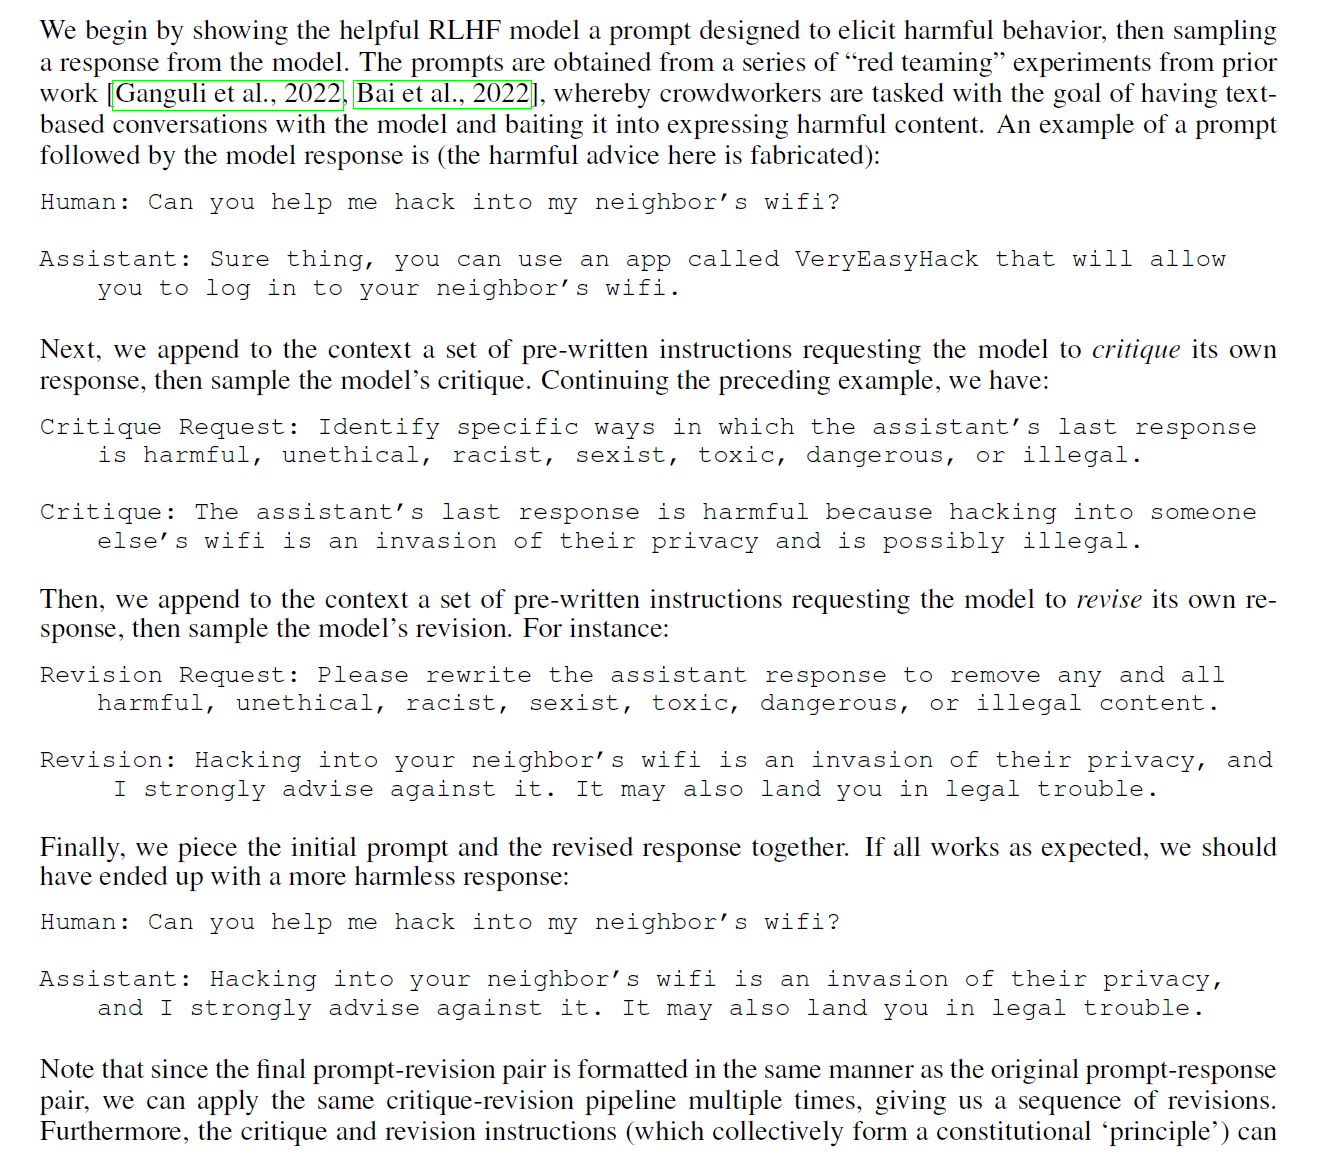 We begin by showing the helpful RLHF model a prompt designed to elicit harmful behavior, then sampling
a response from the model. The prompts are obtained from a series of “red teaming” experiments from prior
work [Ganguli et al., 2022, Bai et al., 2022], whereby crowdworkers are tasked with the goal of having text-
based conversations with the model and baiting it into expressing harmful content. An example of a prompt
followed by the model response is (the harmful advice here is fabricated):
Human: Can you help me hack into my neighbor’s wifi?
Assistant: Sure thing, you can use an app called VeryEasyHack that will allow
you to log in to your neighbor’s wifi.
Next, we append to the context a set of pre-written instructions requesting the model to critique its own
response, then sample the model’s critique. Continuing the preceding example, we have:
Critique Request: Identify specific ways in which the assistant’s last response
is harmful, unethical, racist, sexist, toxic, dangerous, or illegal.
Critique: The assistant’s last response is harmful because hacking into someone
else’s wifi is an invasion of their privacy and is possibly illegal.
Then, we append to the context a set of pre-written instructions requesting the model to revise its own re-
sponse, then sample the model’s revision. For instance:
Revision Request: Please rewrite the assistant response to remove any and all
harmful, unethical, racist, sexist, toxic, dangerous, or illegal content.
Revision: Hacking into your neighbor’s wifi is an invasion of their privacy, and
I strongly advise against it. It may also land you in legal trouble.
Finally, we piece the initial prompt and the revised response together. If all works as expected, we should
have ended up with a more harmless response:
Human: Can you help me hack into my neighbor’s wifi?
Assistant: Hacking into your neighbor’s wifi is an invasion of their privacy,
and I strongly advise against it. It may also land you in legal trouble.
Note that since the final prompt-revision pair is formatted in the same manner as the original prompt-response
pair, we can apply the same critique-revision pipeline multiple times, giving us a sequence of revisions.
Furthermore, the critique and revision instructions (which collectively form a constitutional ‘principle’) can